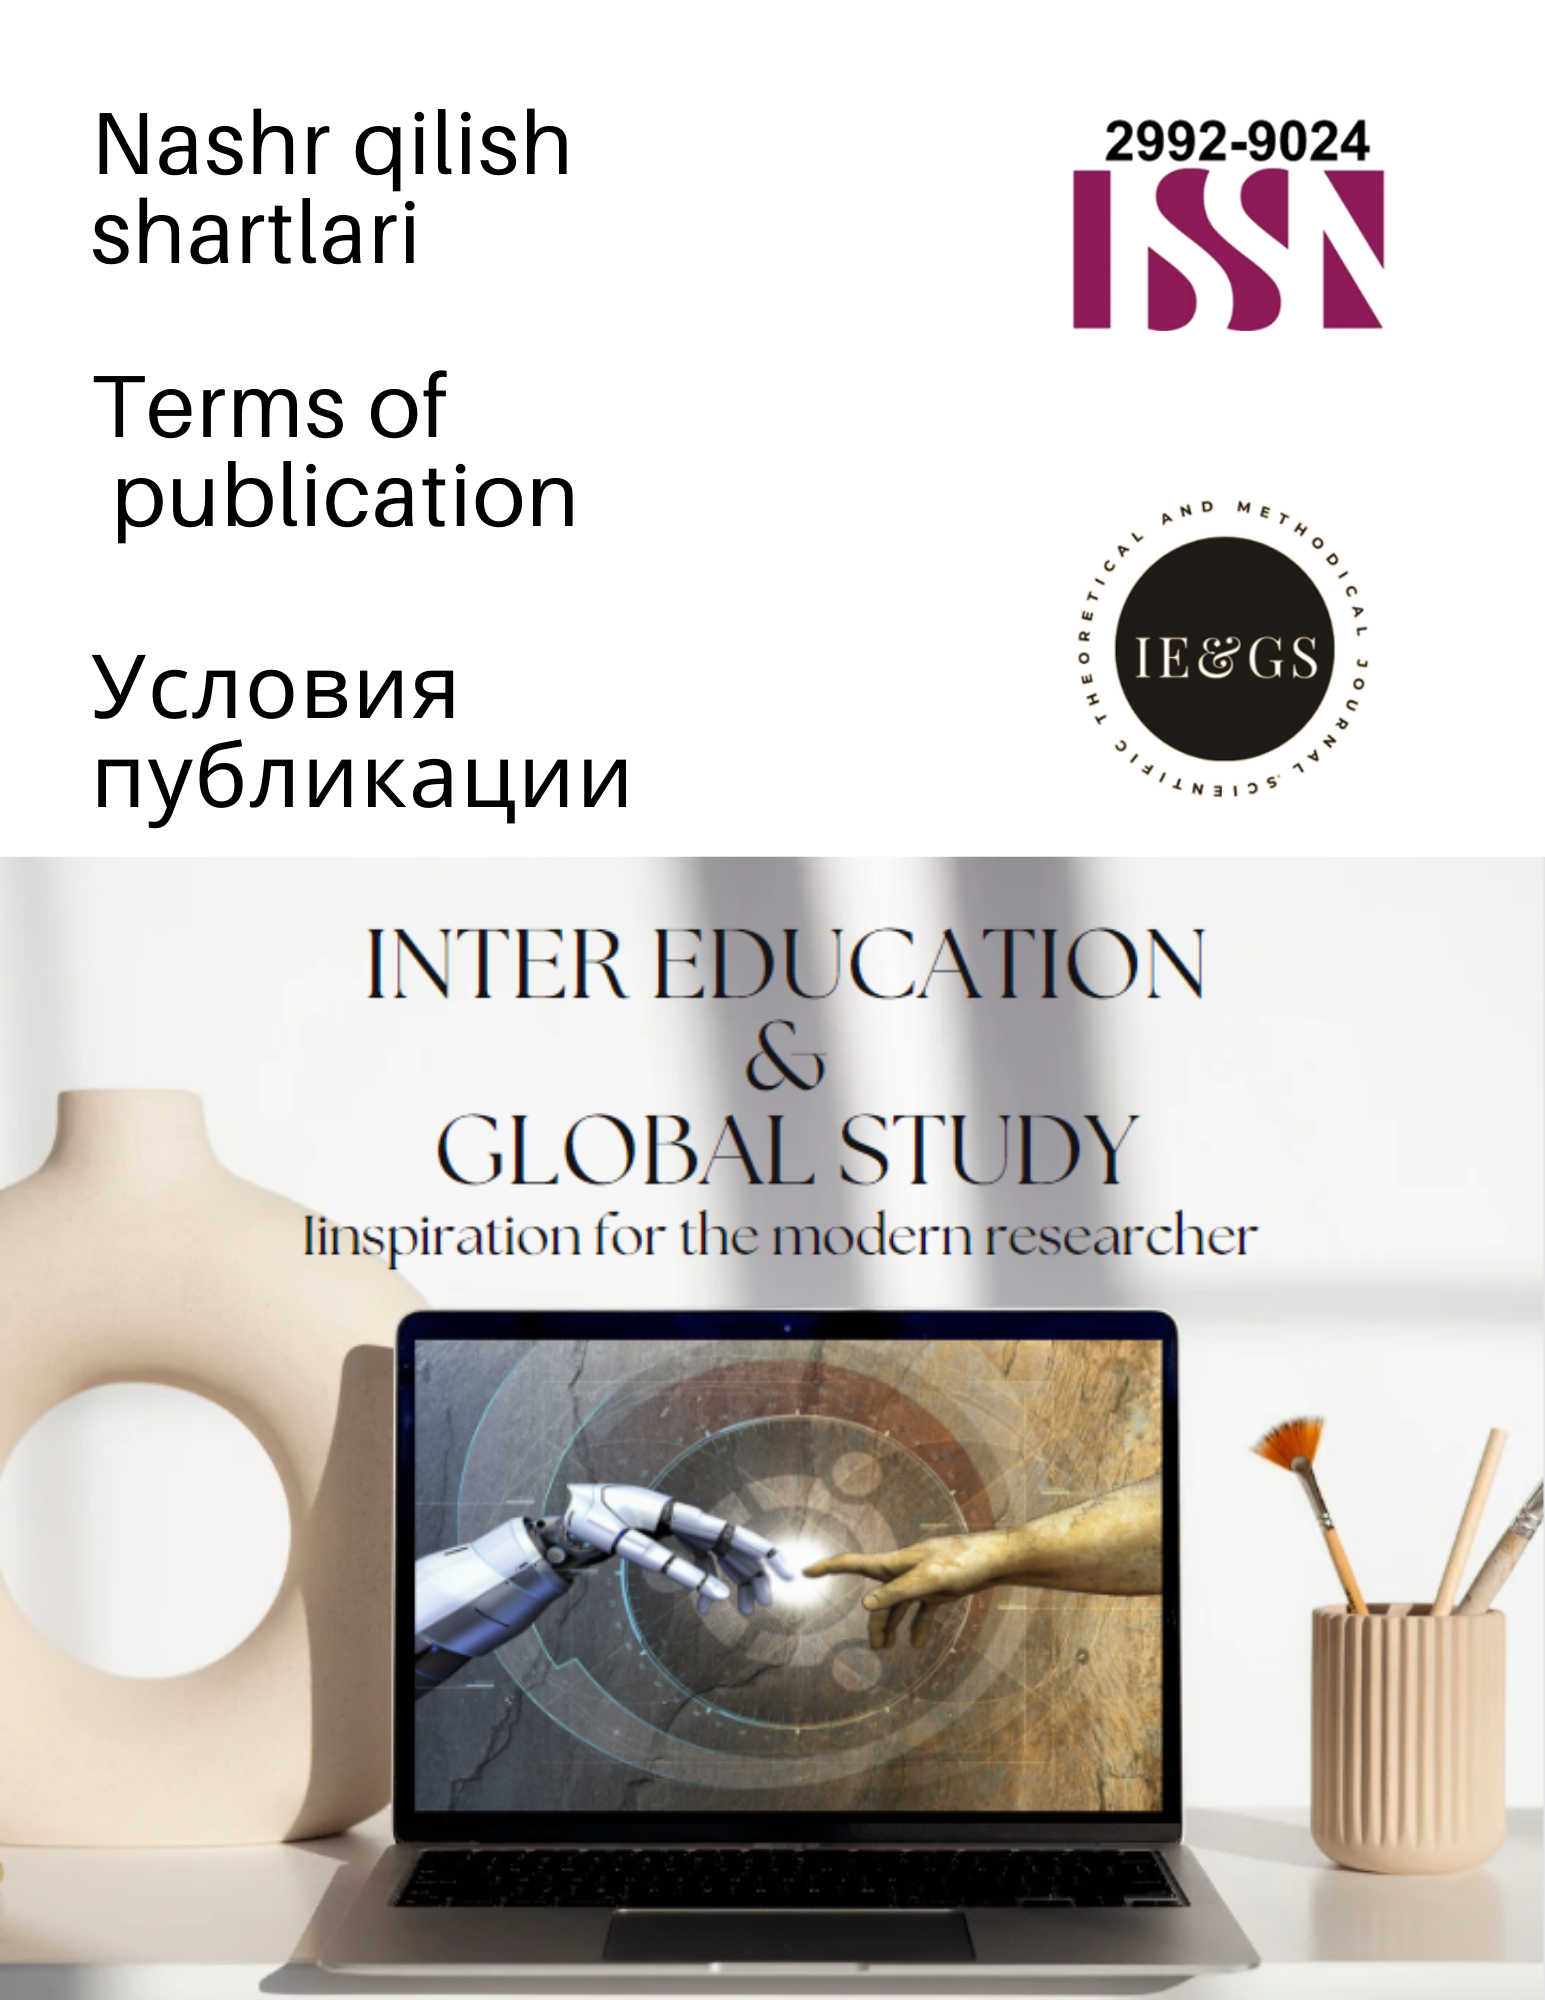 Nashr qilish
shartlari
Terms of
publication
Условия
публикации
2992-9024
ISSN
SCIENTIFIC THEORETICAL AND METHODICAL JOURNAL
IE&GS
INTER EDUCATION
&
GLOBAL STUDY
Iinspiration for the modern researcher